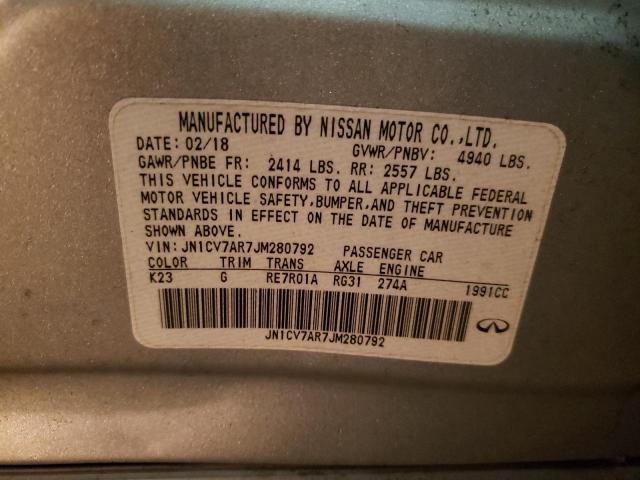 MANUFACTURED BY NISSAN MOTOR CO.,LTD.
DATE: 02/18 GVWR/PNBV: 4940 LBS.
GAWR/PNBE FR: 2414 LBS. RR: 2557 LBS.
THIS VEHICLE CONFORMS TO ALL APPLICABLE FEDERAL
MOTOR VEHICLE SAFETY, BUMPER, AND THEFT PREVENTION
STANDARDS IN EFFECT ON THE DATE OF MANUFACTURE
SHOWN ABOVE.
VIN: JN1CV7AR7JM280792 PASSENGER CAR
COLOR TRIM TRANS AXLE ENGINE
K23 G RE7R01A RG31 274A 1991CC
JN1CV7AR7JM280792